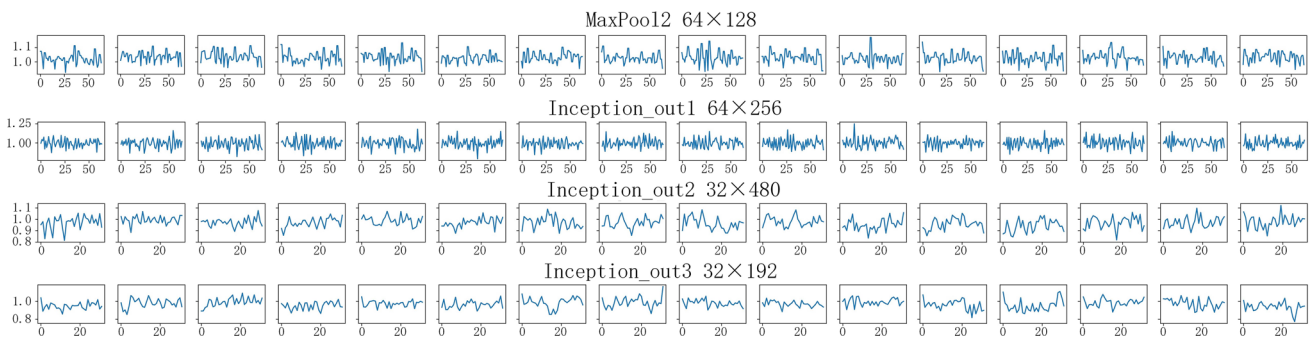 MaxPool2 64×128
1.1
1.0
0 25 50 0 25 50 0 25 50 0 25 50 0 25 50 0 25 50 0 25 50 0 25 50 0 25 50 0 25 50 0 25 50 0 25 50 0 25 50 0 25 50 0 25 50 0 25 50
Inception_out1 64×256
1.25
1.00
0 25 50 0 25 50 0 25 50 0 25 50 0 25 50 0 25 50 0 25 50 0 25 50 0 25 50 0 25 50 0 25 50 0 25 50 0 25 50 0 25 50 0 25 50 0 25 50
Inception_out2 32×480
1.1
1.0
0.9
0.8
0 20 0 20 0 20 0 20 0 20 0 20 0 20 0 20 0 20 0 20 0 20 0 20 0 20 0 20 0 20 0 20
Inception_out3 32×192
1.0
0.8
0 20 0 20 0 20 0 20 0 20 0 20 0 20 0 20 0 20 0 20 0 20 0 20 0 20 0 20 0 20 0 20